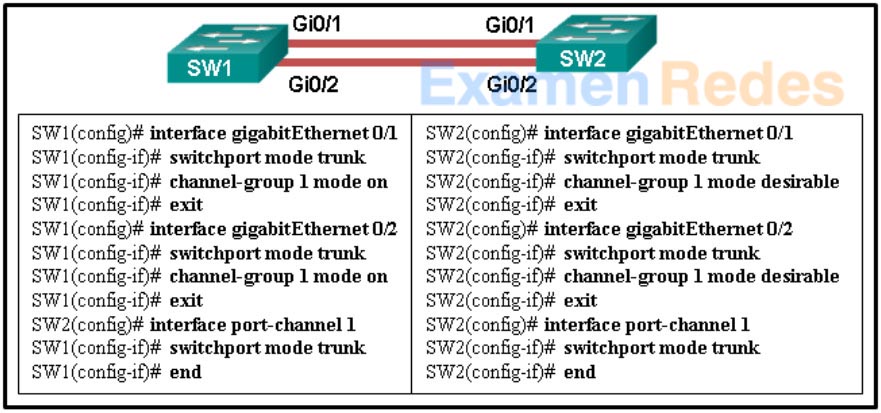 Gi0/1 Gi0/1
SW1 SW2
Gi0/2 Gi0/2
Examen Redes
SW1(config)# interface gigabitEthernet 0/1
SW1(config-if)# switchport mode trunk
SW1(config-if)# channel-group 1 mode on
SW1(config-if)# exit
SW1(config)# interface gigabitEthernet 0/2
SW1(config-if)# switchport mode trunk
SW1(config-if)# channel-group 1 mode on
SW1(config-if)# exit
SW2(config)# interface port-channel 1
SW1(config-if)# switchport mode trunk
SW1(config-if)# end
SW2(config)# interface gigabitEthernet 0/1
SW2(config-if)# switchport mode trunk
SW2(config-if)# channel-group 1 mode desirable
SW2(config-if)# exit
SW2(config)# interface gigabitEthernet 0/2
SW2(config-if)# switchport mode trunk
SW2(config-if)# channel-group 1 mode desirable
SW2(config-if)# exit
SW2(config)# interface port-channel 1
SW2(config-if)# switchport mode trunk
SW2(config-if)# end